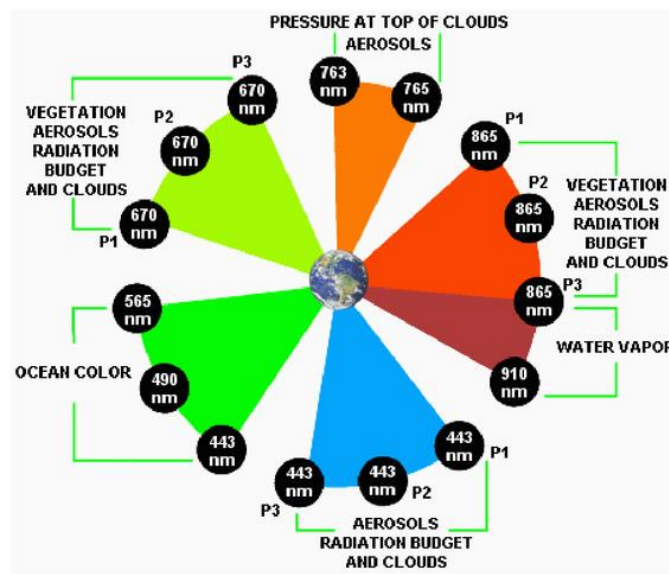 PRESSURE AT TOP OF CLOUDS
AEROSOLS
763
nm
765
nm
P1
865
nm
P2
865
nm
P3
865
nm
VEGETATION
AEROSOLS
RADIATION
BUDGET
AND CLOUDS
WATER VAPOR
910
nm
P1
443
nm
P2
443
nm
P3
443
nm
AEROSOLS
RADIATION BUDGET
AND CLOUDS
443
nm
490
nm
565
nm
OCEAN COLOR
P1
670
nm
P2
670
nm
P3
670
nm
VEGETATION
AEROSOLS
RADIATION
BUDGET
AND CLOUDS